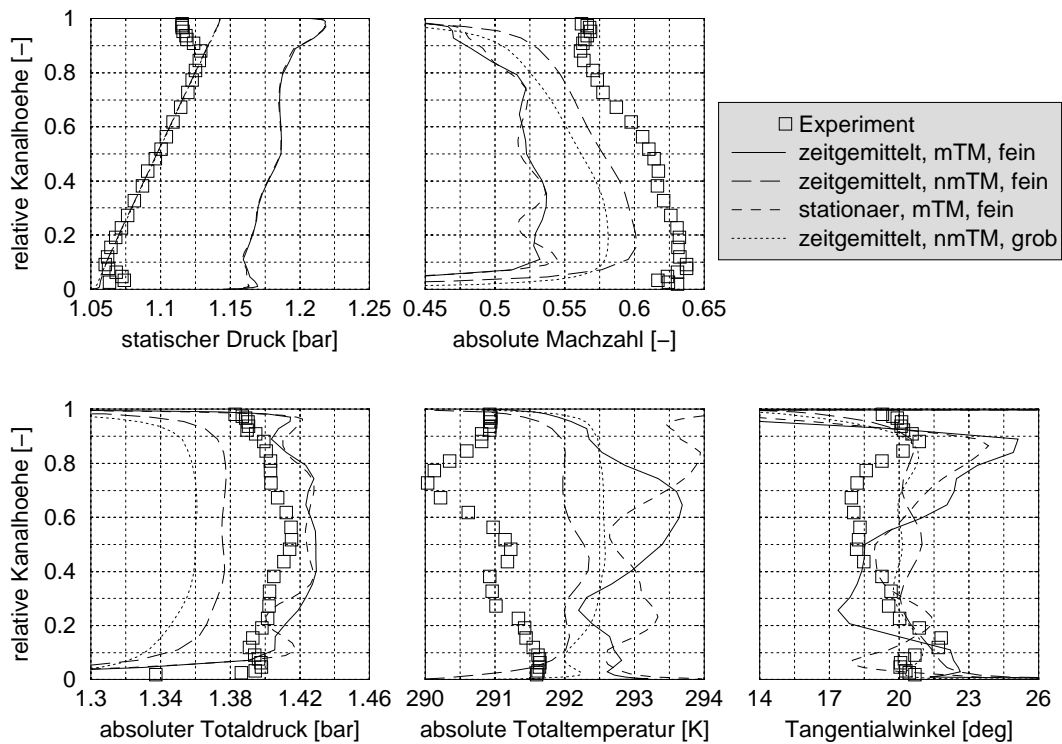 relative Kanalhoehe [−]
1
0.8
0.6
0.4
0.2
0
1.05 1.1 1.15 1.2 1.25
statischer Druck [bar]
0.45 0.5 0.55 0.6 0.65
absolute Machzahl [−]
Experiment
zeitgemittelt, mTM, fein
zeitgemittelt, nmTM, fein
stationaer, mTM, fein
zeitgemittelt, nmTM, grob
relative Kanalhoehe [−]
1
0.8
0.6
0.4
0.2
0
1.3 1.34 1.38 1.42 1.46
absoluter Totaldruck [bar]
290 291 292 293 294
absolute Totaltemperatur [K]
14 17 20 23 26
Tangentialwinkel [deg]